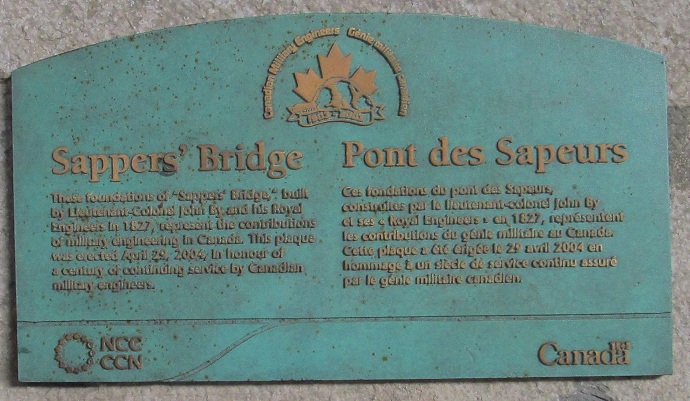 Canadian Military Engineers Génie militaire canadien
1903 - 2003
Sappers' Bridge
These foundations of "Sappers' Bridge," built
by Lieutenant-Colonel John By and his Royal
Engineers in 1827, represent the contributions
of military engineering in Canada. This plaque
was erected April 29, 2004, in honour of
a century of continuing service by Canadian
military engineers.
Pont des Sapeurs
Ces fondations du pont des Sapeurs,
construites par le lieutenant-colonel John By
et ses « Royal Engineers » en 1827, représentent
les contributions du génie militaire au Canada.
Cette plaque a été érigée le 29 avril 2004 en
hommage à un siècle de service continu assuré
par le génie militaire canadien.
NCC
CCN
Canada